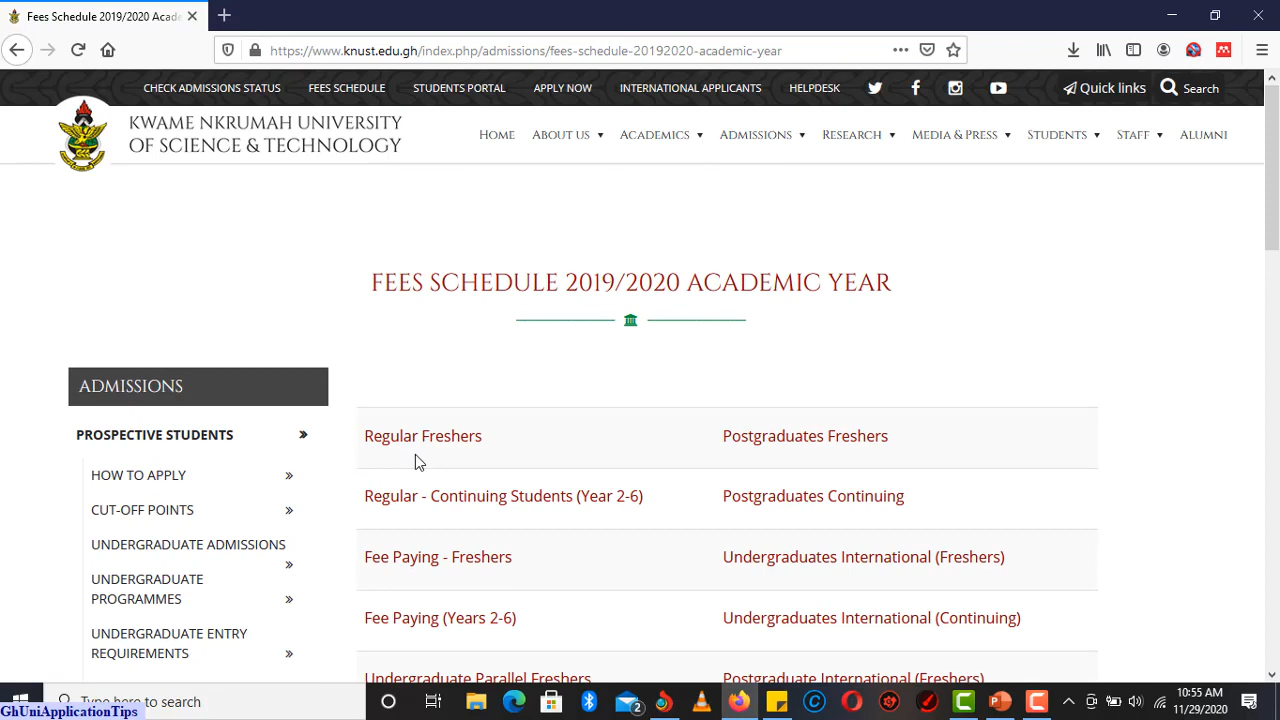 Fees Schedule 2019/2020 Acade
https://www.knust.edu.gh/index.php/admissions/fees-schedule-20192020-academic-year
CHECK ADMISSIONS STATUS FEES SCHEDULE STUDENTS PORTAL APPLY NOW INTERNATIONAL APPLICANTS HELPDESK Quick links Search
KWAME NKRUMAH UNIVERSITY
OF SCIENCE & TECHNOLOGY
HOME ABOUT US ACADEMICS ADMISSIONS RESEARCH MEDIA & PRESS STUDENTS STAFF ALUMNI
FEES SCHEDULE 2019/2020 ACADEMIC YEAR
ADMISSIONS
PROSPECTIVE STUDENTS
HOW TO APPLY
CUT-OFF POINTS
UNDERGRADUATE ADMISSIONS
UNDERGRADUATE
PROGRAMMES
UNDERGRADUATE ENTRY
REQUIREMENTS
Regular Freshers Postgraduates Freshers
Regular - Continuing Students (Year 2-6) Postgraduates Continuing
Fee Paying - Freshers Undergraduates International (Freshers)
Fee Paying (Years 2-6) Undergraduates International (Continuing)
Undergraduate Parallel Freshers Postgraduate International (Freshers)
Type here to search
2
10:55 AM
11/29/2020
GhUniApplicationTips